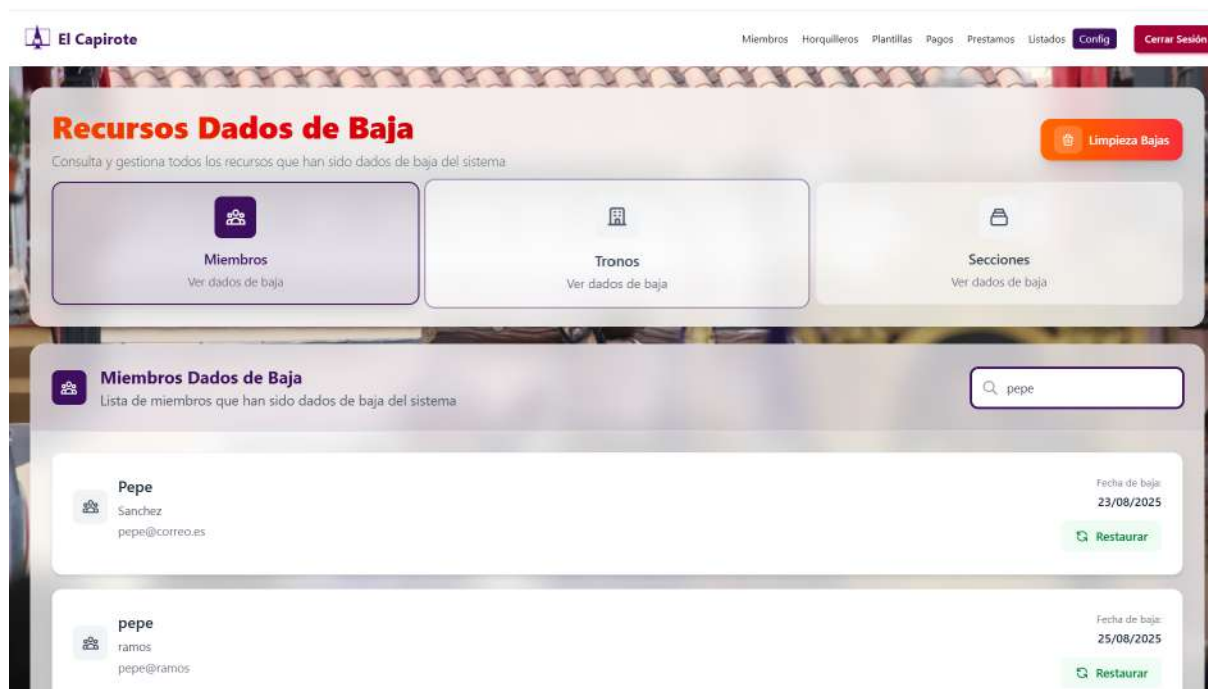 El Capirote
Miembros Horquilleros Plantillas Pagos Prestamos Listados Config Cerrar Sesión
Recursos Dados de Baja
Consulta y gestiona todos los recursos que han sido dados de baja del sistema
Limpieza Bajas
Miembros
Ver dados de baja
Tronos
Ver dados de baja
Secciones
Ver dados de baja
Miembros Dados de Baja
Lista de miembros que han sido dados de baja del sistema
pepe
Pepe
Sanchez
pepe@correo.es
Fecha de baja:
23/08/2025
Restaurar
pepe
ramos
pepe@ramos
Fecha de baja:
25/08/2025
Restaurar